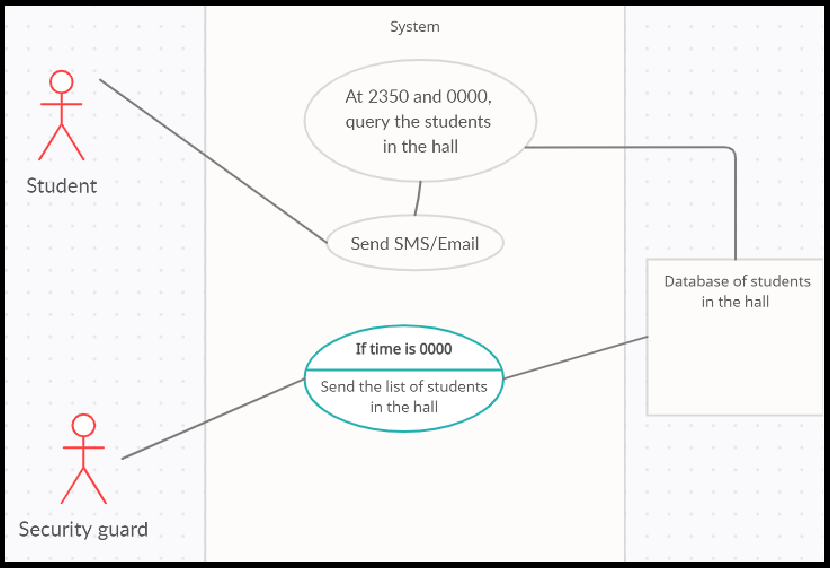 System
At 2350 and 0000,
query the students
in the hall
Student
Send SMS/Email
Database of students
in the hall
If time is 0000
Send the list of students
in the hall
Security guard